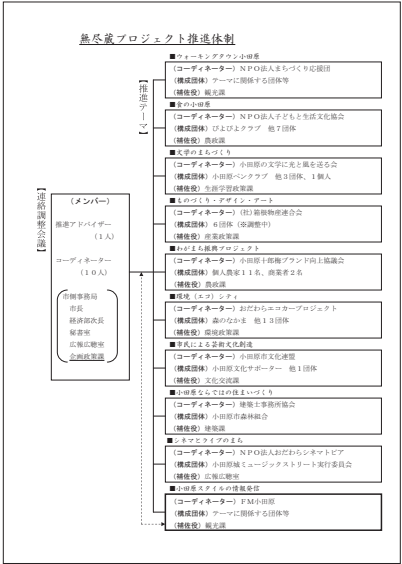 無尽蔵プロジェクト推進体制
【連絡調整会議】
（メンバー）
推進アドバイザー
（１人）
コーディネーター
（１０人）
市側事務局
市長
経済部次長
秘書室
広報広聴室
企画政策課
【推進テーマ】
■ウォーキングタウン小田原
（コーディネーター）ＮＰＯ法人まちづくり応援団
（構成団体）テーマに関係する団体等
（補佐役）観光課
■食の小田原
（コーディネーター）ＮＰＯ法人子どもと生活文化協会
（構成団体）ぴよぴよクラブ　他７団体
（補佐役）農政課
■文学のまちづくり
（コーディネーター）小田原の文学に光と風を送る会
（構成団体）小田原ペンクラブ　他３団体、１個人
（補佐役）生涯学習政策課
■ものづくり・デザイン・アート
（コーディネーター）（社）箱根物産連合会
（構成団体）６団体（※調整中）
（補佐役）産業政策課
■わがまち振興プロジェクト
（コーディネーター）小田原十郎梅ブランド向上協議会
（構成団体）個人農家１１名、商業者２名
（補佐役）農政課
■環境（エコ）シティ
（コーディネーター）おだわらエコカープロジェクト
（構成団体）森のなかま　他１３団体
（補佐役）環境政策課
■市民による芸術文化創造
（コーディネーター）小田原市文化連盟
（構成団体）小田原文化サポーター　他１団体
（補佐役）文化交流課
■小田原ならではの住まいづくり
（コーディネーター）建築士事務所協会
（構成団体）小田原市森林組合
（補佐役）建築課
■シネマとライブのまち
（コーディネーター）ＮＰＯ法人おだわらシネマトピア
（構成団体）小田原城ミュージックストリート実行委員会
（補佐役）広報広聴室
■小田原スタイルの情報発信
（コーディネーター）ＦＭ小田原
（構成団体）テーマに関係する団体等
（補佐役）観光課